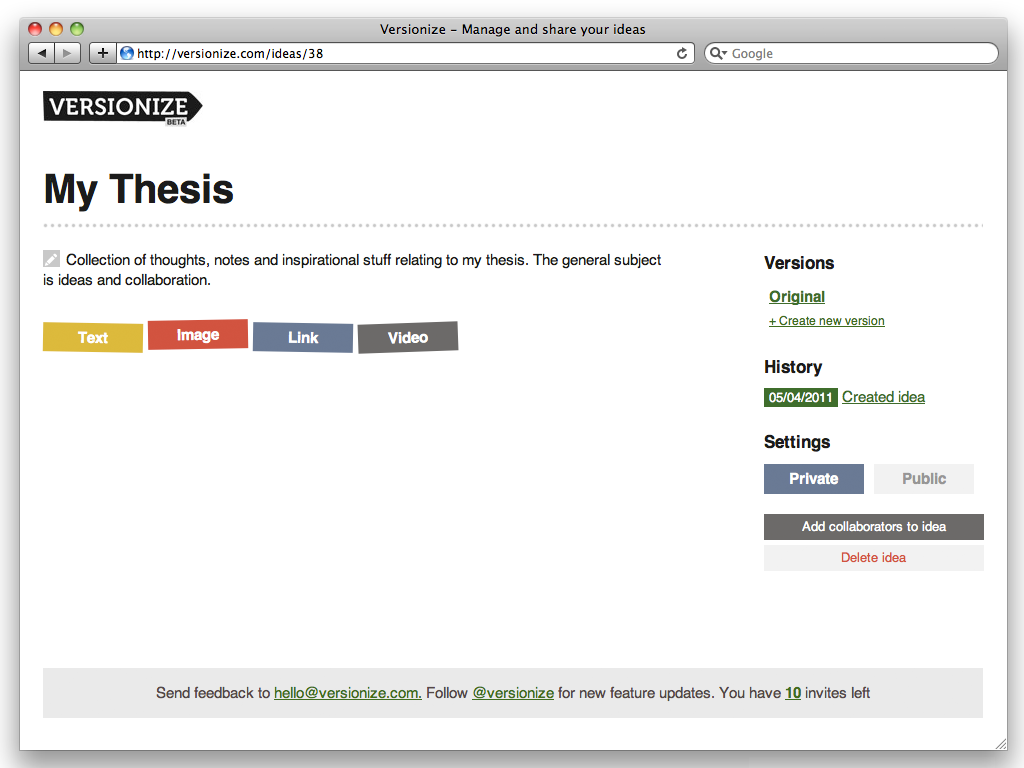 Versionize – Manage and share your ideas
http://versionize.com/ideas/38
Google
VERSIONIZE
BETA
My Thesis
Collection of thoughts, notes and inspirational stuff relating to my thesis. The general subject
is ideas and collaboration.
Text Image Link Video
Versions
Original
+ Create new version
History
05/04/2011 Created idea
Settings
Private Public
Add collaborators to idea
Delete idea
Send feedback to hello@versionize.com. Follow @versionize for new feature updates. You have 10 invites left